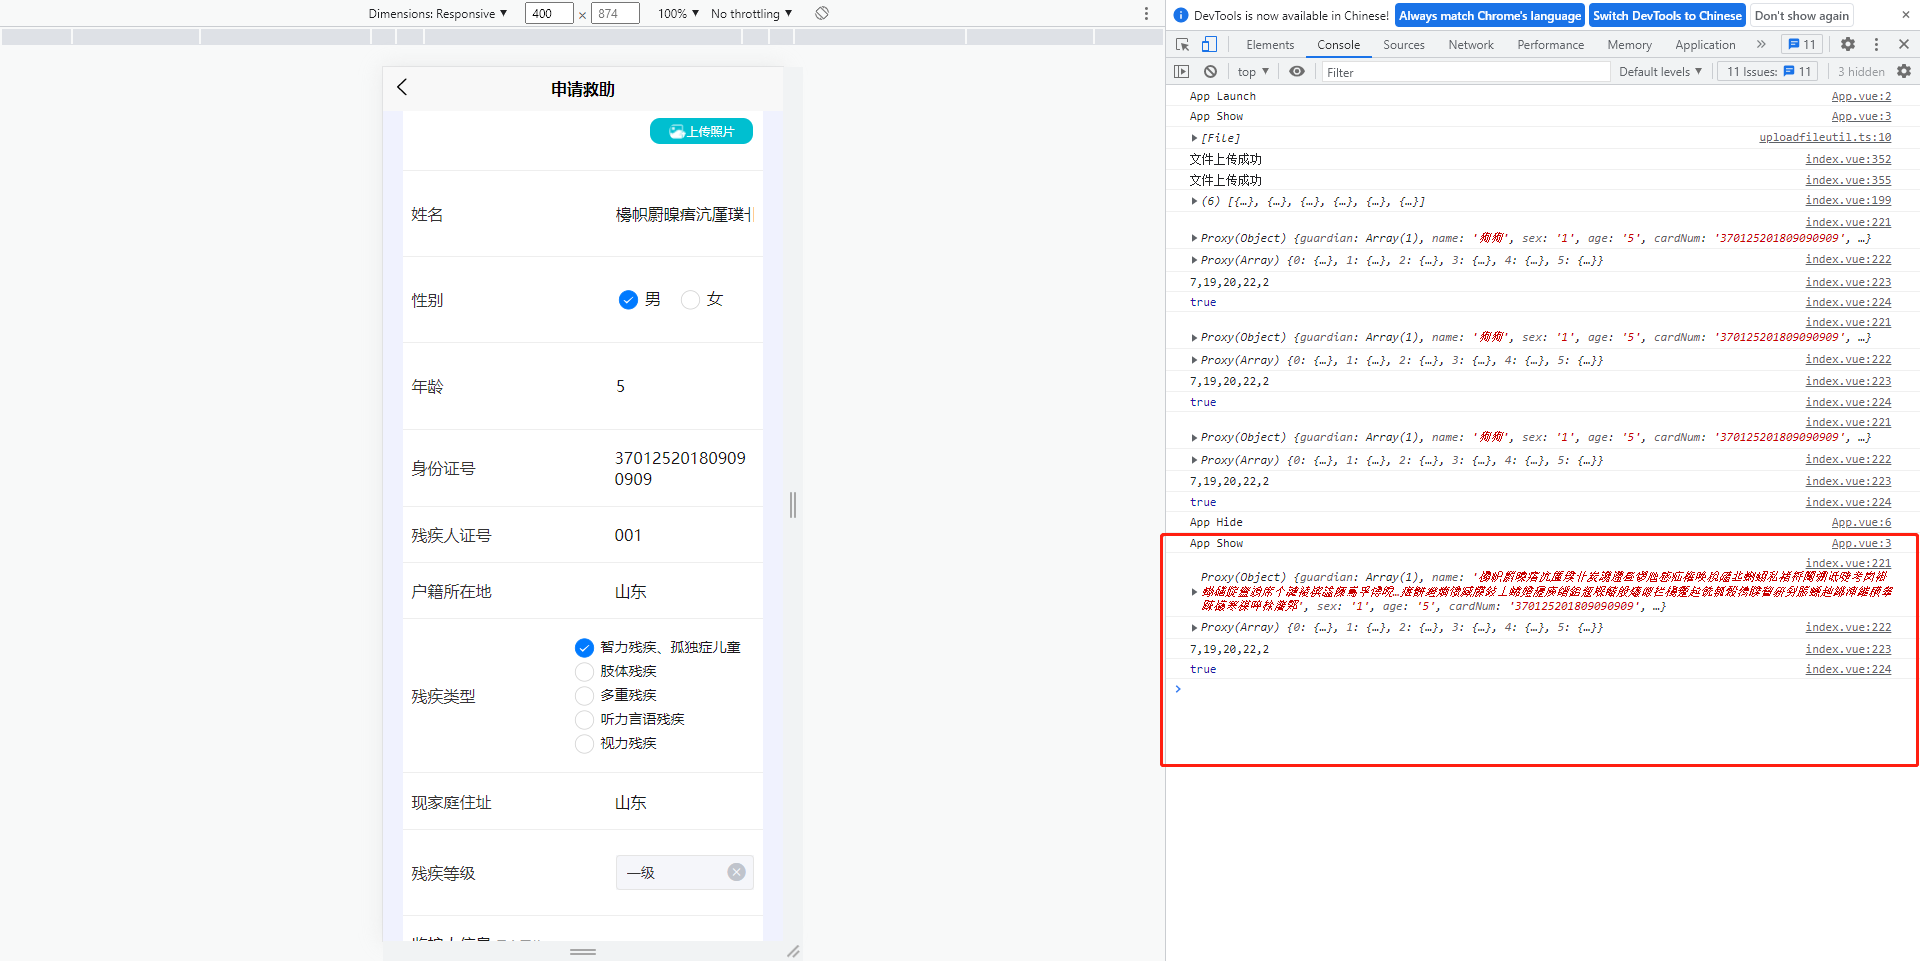 Dimensions: Responsive ▼ 400 × 874 100% ▼ No throttling ▼
DevTools is now available in Chinese! Always match Chrome's language Switch DevTools to Chinese Don't show again
Elements Console Sources Network Performance Memory Application » 11
top ▼ Filter Default levels ▼ 11 Issues: 11 3 hidden
申请救助
上传照片
姓名
性别 男 女
年龄 5
身份证号 37012520180909
0909
残疾人证号 001
户籍所在地 山东
残疾类型
智力残疾、孤独症儿童
肢体残疾
多重残疾
听力言语残疾
视力残疾
现家庭住址 山东
残疾等级 一级
App Launch App.vue:2
App Show App.vue:3
[File] uploadfileutil.ts:10
文件上传成功 index.vue:352
文件上传成功 index.vue:355
(6) [{…}, {…}, {…}, {…}, {…}, {…}] index.vue:199
index.vue:221
Proxy(Object) {guardian: Array(1), name: '狗狗', sex: '1', age: '5', cardNum: '370125201809090909', …}
Proxy(Array) {0: {…}, 1: {…}, 2: {…}, 3: {…}, 4: {…}, 5: {…}} index.vue:222
7,19,20,22,2 index.vue:223
true index.vue:224
index.vue:221
Proxy(Object) {guardian: Array(1), name: '狗狗', sex: '1', age: '5', cardNum: '370125201809090909', …}
Proxy(Array) {0: {…}, 1: {…}, 2: {…}, 3: {…}, 4: {…}, 5: {…}} index.vue:222
7,19,20,22,2 index.vue:223
true index.vue:224
index.vue:221
Proxy(Object) {guardian: Array(1), name: '狗狗', sex: '1', age: '5', cardNum: '370125201809090909', …}
Proxy(Array) {0: {…}, 1: {…}, 2: {…}, 3: {…}, 4: {…}, 5: {…}} index.vue:222
7,19,20,22,2 index.vue:223
true index.vue:224
App Hide App.vue:6
App Show App.vue:3
index.vue:221
Proxy(Object) {guardian: Array(1), name: '
', sex: '1', age: '5', cardNum: '370125201809090909', …}
Proxy(Array) {0: {…}, 1: {…}, 2: {…}, 3: {…}, 4: {…}, 5: {…}} index.vue:222
7,19,20,22,2 index.vue:223
true index.vue:224